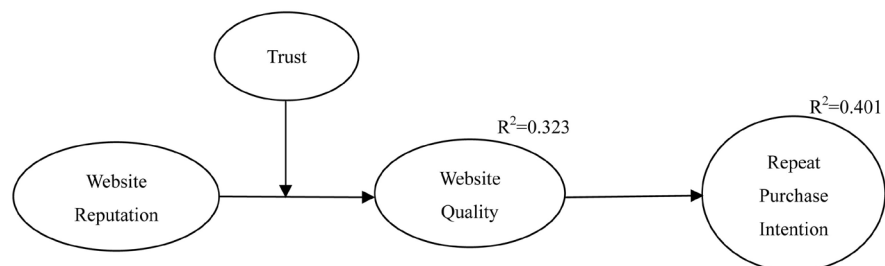 Trust
R²=0.323
R²=0.401
Website
Reputation
Website
Quality
Repeat
Purchase
Intention